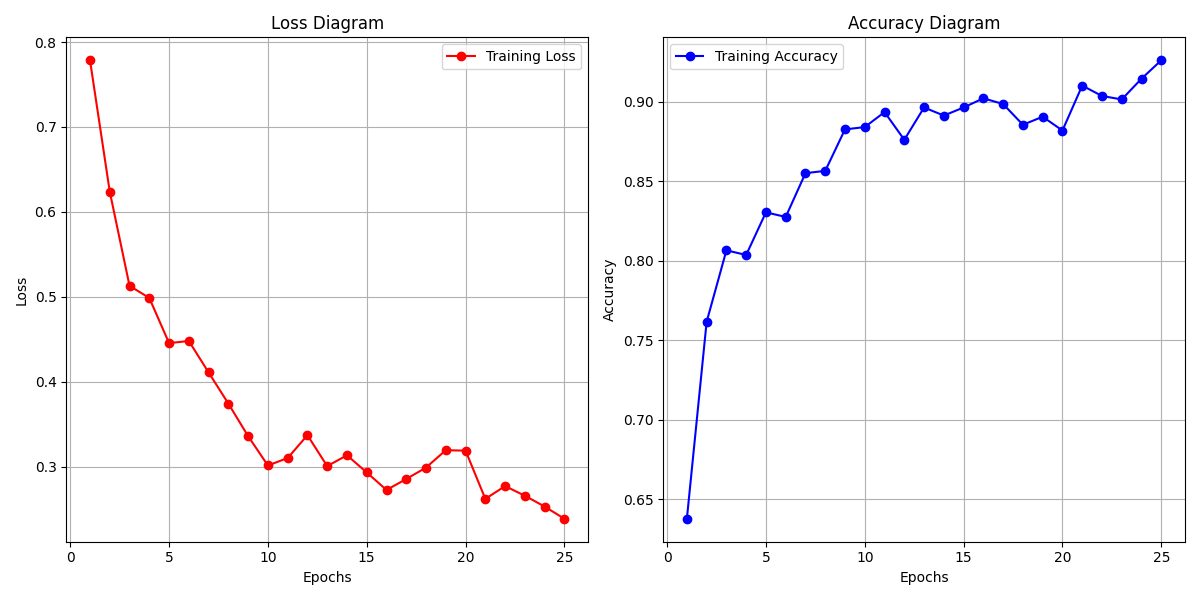 Loss Diagram
Training Loss
0.8
0.7
0.6
0.5
0.4
0.3
Loss
0 5 10 15 20 25
Epochs
Accuracy Diagram
Training Accuracy
0.90
0.85
0.80
0.75
0.70
0.65
Accuracy
0 5 10 15 20 25
Epochs